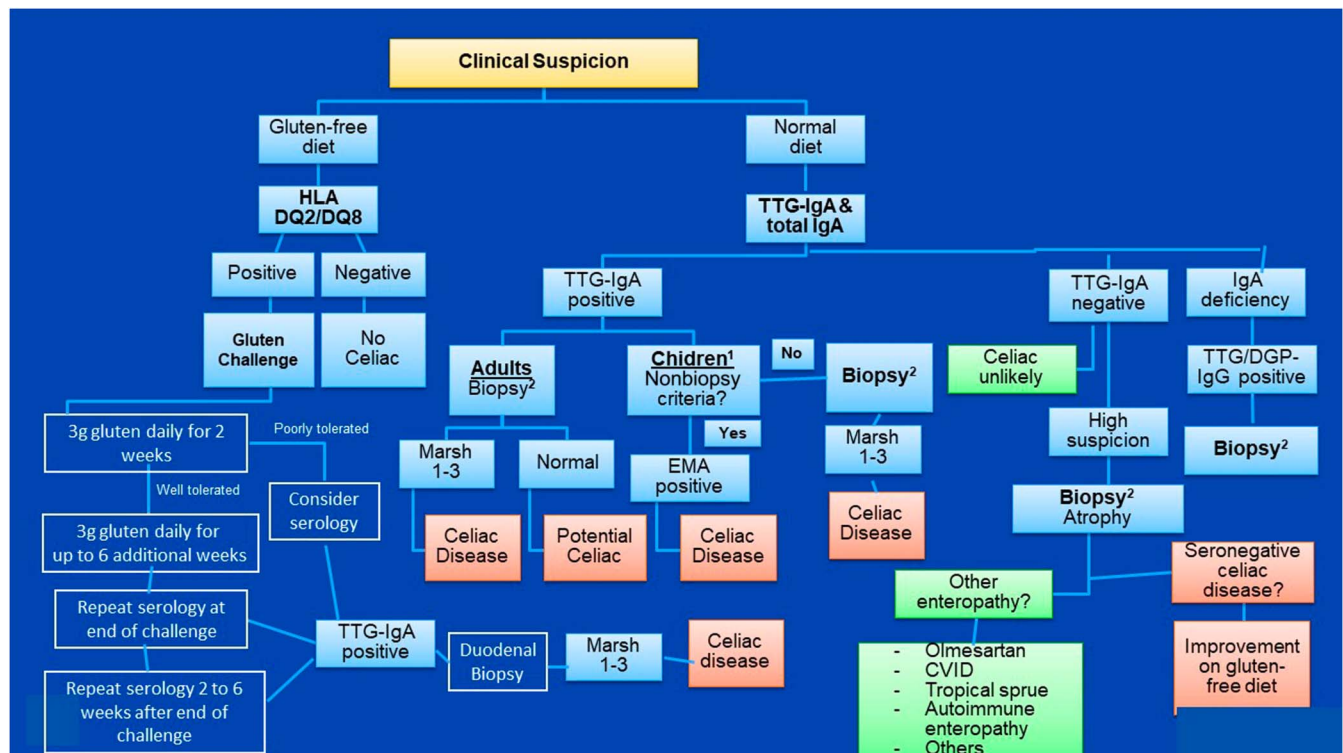 Clinical Suspicion
Gluten-free
diet
Normal
diet
HLA
DQ2/DQ8
TTG-IgA &
total IgA
Positive
Negative
TTG-IgA
positive
TTG-IgA
negative
IgA
deficiency
Gluten
Challenge
No
Celiac
Adults
Biopsy²
Chidren¹
Nonbiopsy
criteria?
No
Biopsy²
Celiac
unlikely
TTG/DGP-
IgG positive
Yes
3g gluten daily for 2
weeks
Poorly tolerated
Marsh
1-3
Normal
EMA
positive
Marsh
1-3
High
suspicion
Biopsy²
Well tolerated
Consider
serology
Celiac
Disease
Potential
Celiac
Celiac
Disease
Celiac
Disease
Biopsy²
Atrophy
3g gluten daily for
up to 6 additional weeks
Other
enteropathy?
Seronegative
celiac
disease?
Repeat serology at
end of challenge
TTG-IgA
positive
Duodenal
Biopsy
Marsh
1-3
Celiac
disease
Repeat serology 2 to 6
weeks after end of
challenge
- Olmesartan
- CVID
- Tropical sprue
- Autoimmune
enteropathy
- Others
Improvement
on gluten-
free diet